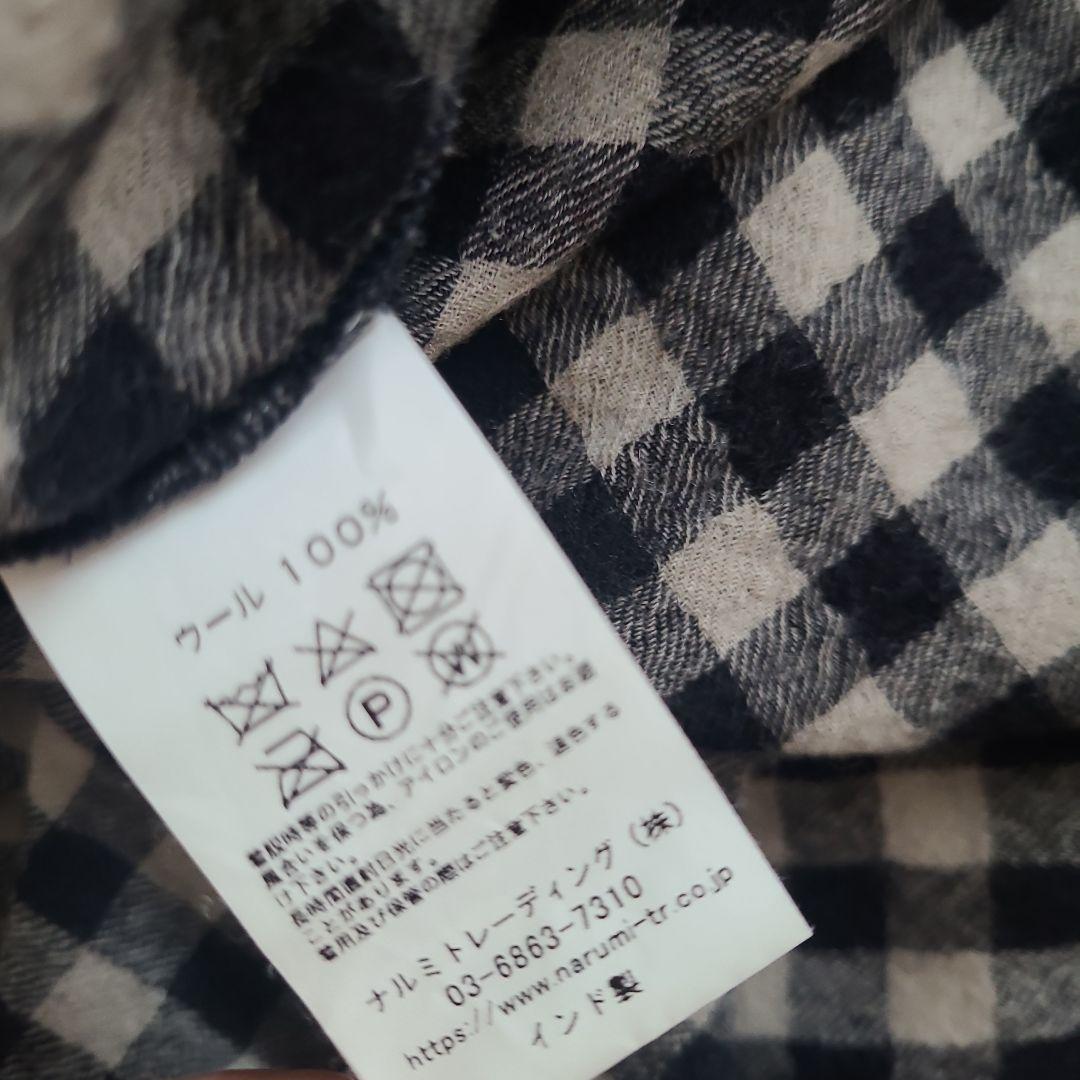 ウール 100%
P
W
着脱時等の引っかけに十分ご注意下さい。
風合いを保つ為、アイロンのご使用はお避
け下さい。
長時間直射日光に当たると変色、退色する
ことがあります。
着用及び保管の際はご注意下さい。
ナルミトレーディング(株)
03-6863-7310
https://www.narumi-tr.co.jp
インド製